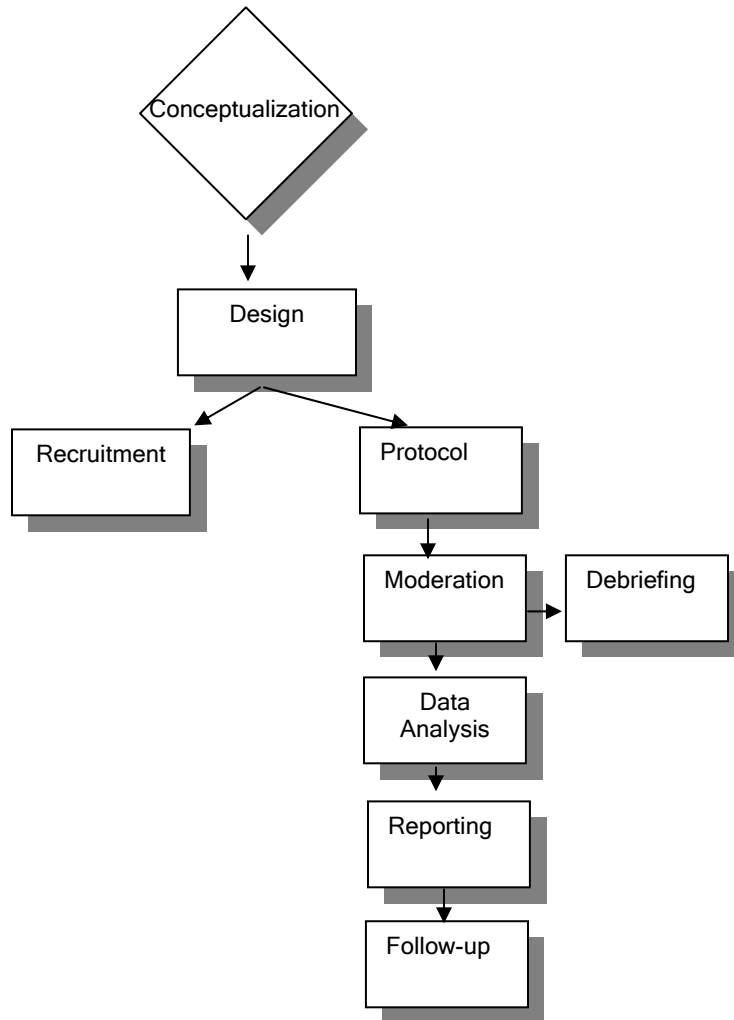 Conceptualization
Design
Recruitment
Protocol
Moderation
Debriefing
Data
Analysis
Reporting
Follow-up